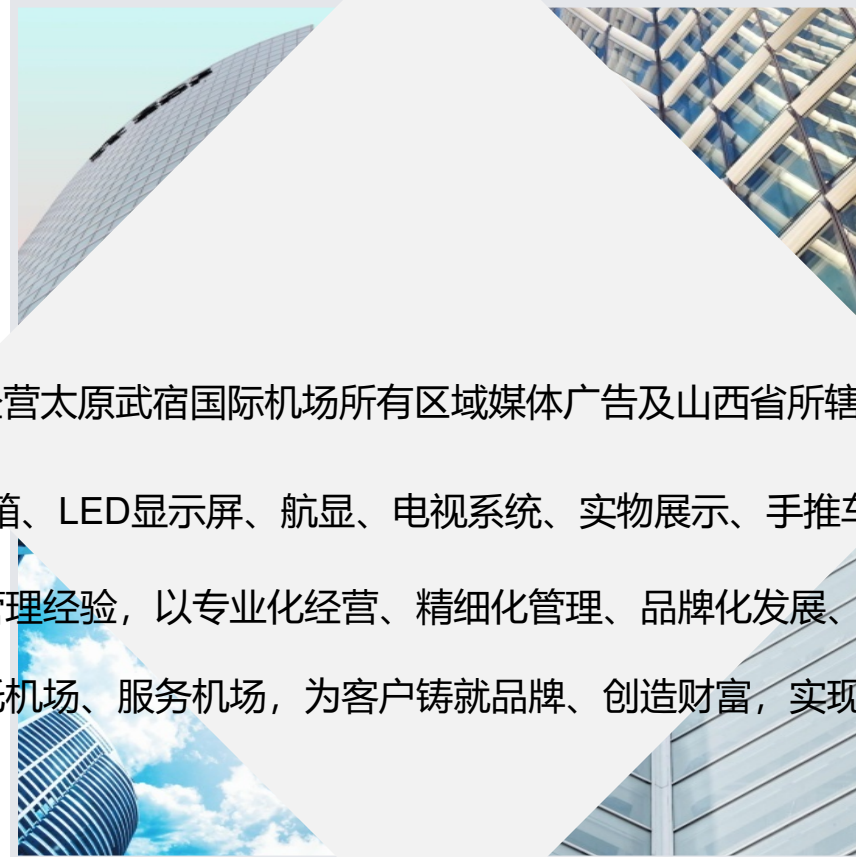 营太原武宿国际机场所有区域媒体广告及山西省所辖
箱、LED显示屏、航显、电视系统、实物展示、手推车
管理经验，以专业化经营、精细化管理、品牌化发展、
机场、服务机场，为客户铸就品牌、创造财富，实现